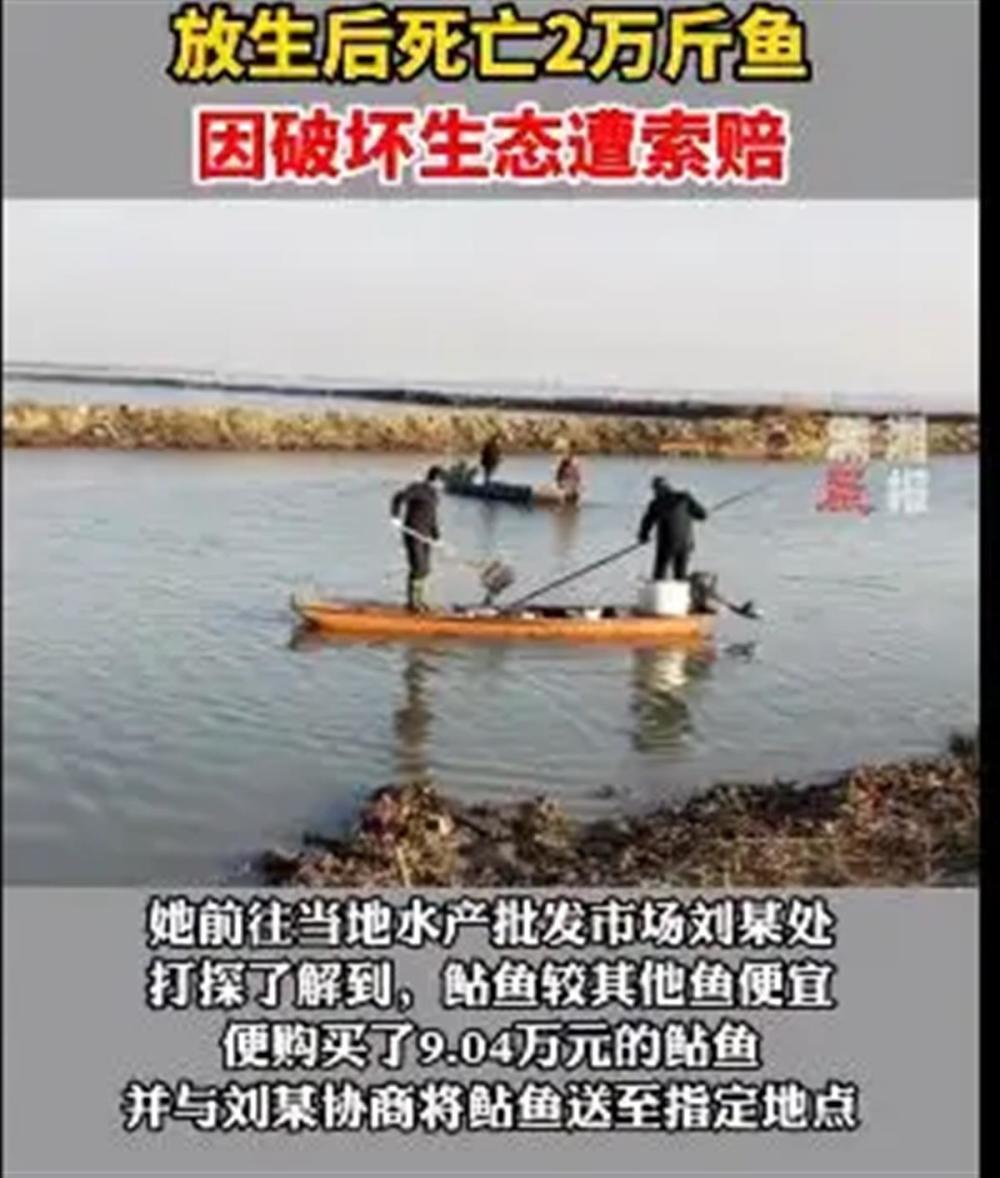 放生后死亡2万斤鱼
因破坏生态遭索赔
她前往当地水产批发市场刘某处
打探了解到，鲇鱼较其他鱼便宜
便购买了9.04万元的鲇鱼
并与刘某协商将鲇鱼送至指定地点